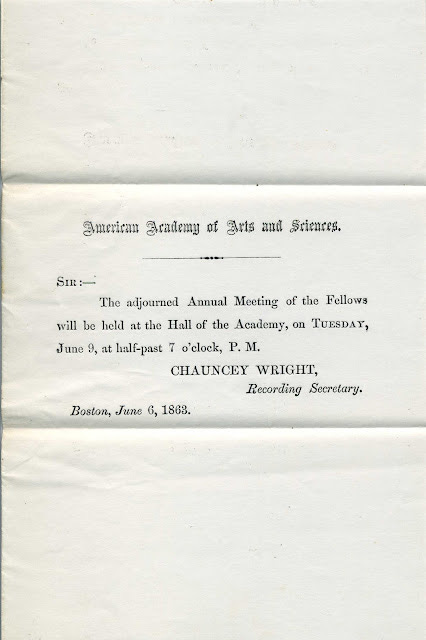 American Academy of Arts and Sciences.
SIR:—
The adjourned Annual Meeting of the Fellows
will be held at the Hall of the Academy, on TUESDAY,
June 9, at half-past 7 o'clock, P. M.
CHAUNCEY WRIGHT,
Recording Secretary.
Boston, June 6, 1863.